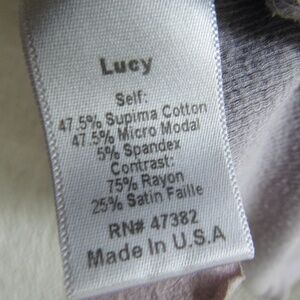 Lucy
Self:
47.5% Supima Cotton
47.5% Micro Modal
5% Spandex
Contrast:
75% Rayon
25% Satin Faille
RN# 47382
Made In U.S.A